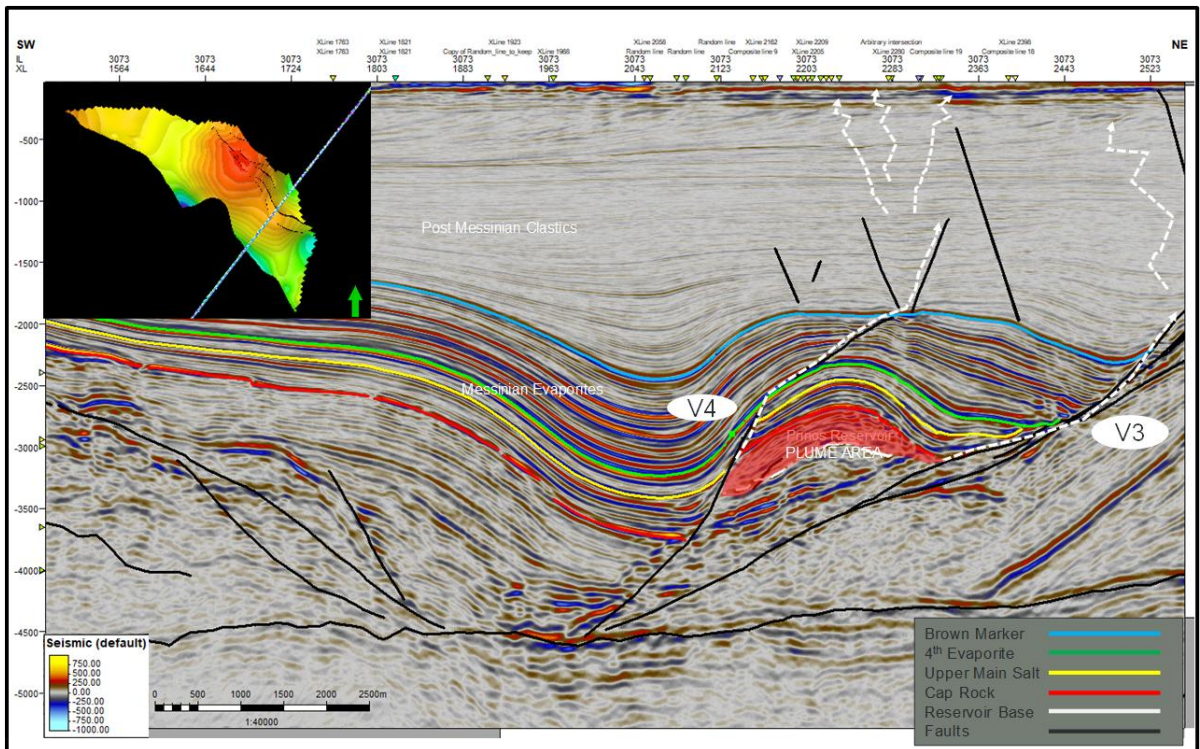 XLine 1763 XLine 1621 XLine 1923 XLine 2058 Random line XLine 2162 XLine 2209 Arbitrary intersection XLine 2398
SW XLine 1763 XLine 1621 Copy of Random_line_to_keep XLine 1988 Random line Random line Composite line 9 XLine 2205 XLine 2280 Composite line 19 Composite line 18 NE
IL 3073 3073 3073 3073 3073 3073 3073 3073 3073 3073 3073 3073 3073
XL 1564 1644 1724 1803 1883 1963 2043 2123 2203 2283 2363 2443 2523
-500
-1000
Post Messinian Clastics
-1500
-2000
-2500
Messinian Evaporites
V4
V3
Prinos Reservoir
PLUME AREA
-3000
-3500
-4000
-4500
-5000
Seismic (default)
750.00
500.00
250.00
0.00
-250.00
-500.00
-750.00
-1000.00
0 500 1000 1500 2000 2500m
1:40000
Brown Marker
4th Evaporite
Upper Main Salt
Cap Rock
Reservoir Base
Faults